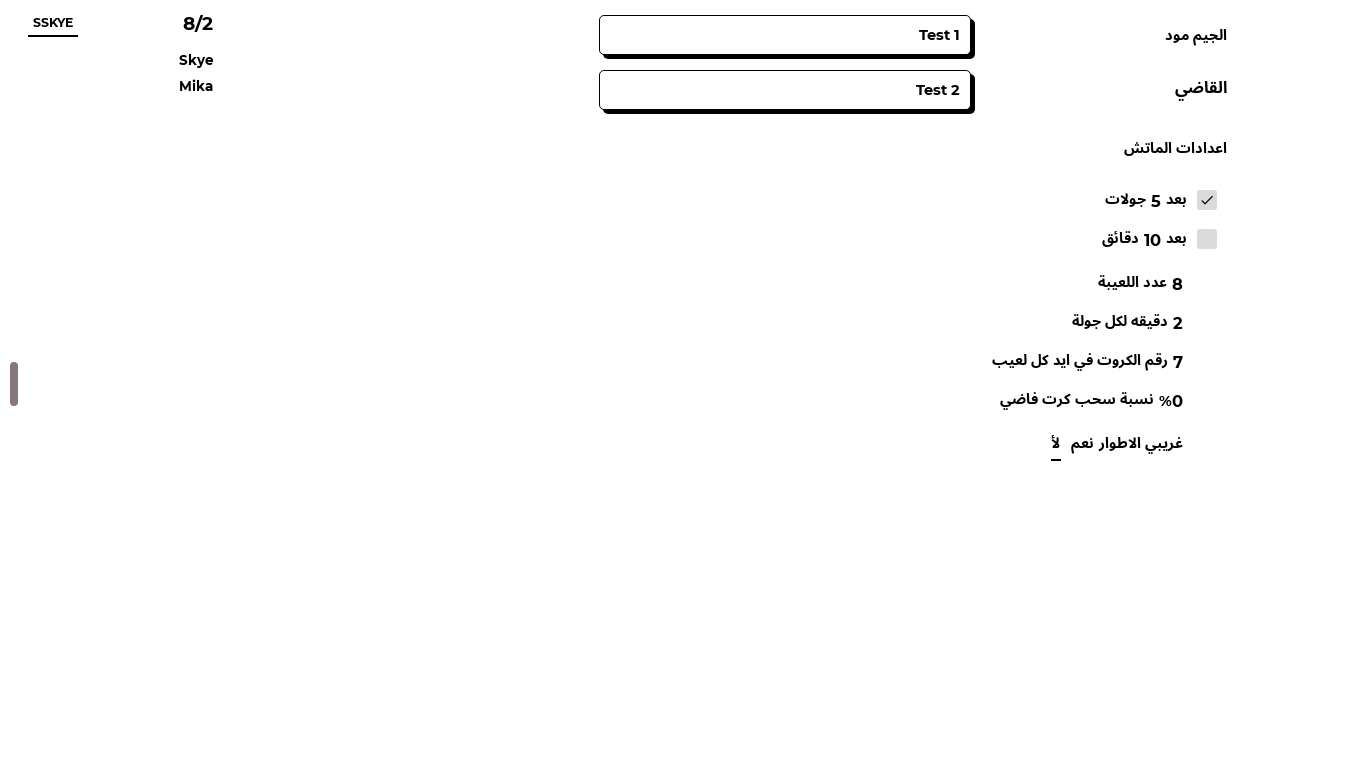 الجيم مود
القاضي
اعدادات الماتش
بعد 5 جولات
بعد 10 دقائق
8 عدد اللعيبة
2 دقيقه لكل جولة
7 رقم الكروت في ايد كل لعيب
%0 نسبة سحب كرت فاضي
غريبي الاطوار نعم لأ
Test 1
Test 2
8/2
Skye
Mika
SSKYE